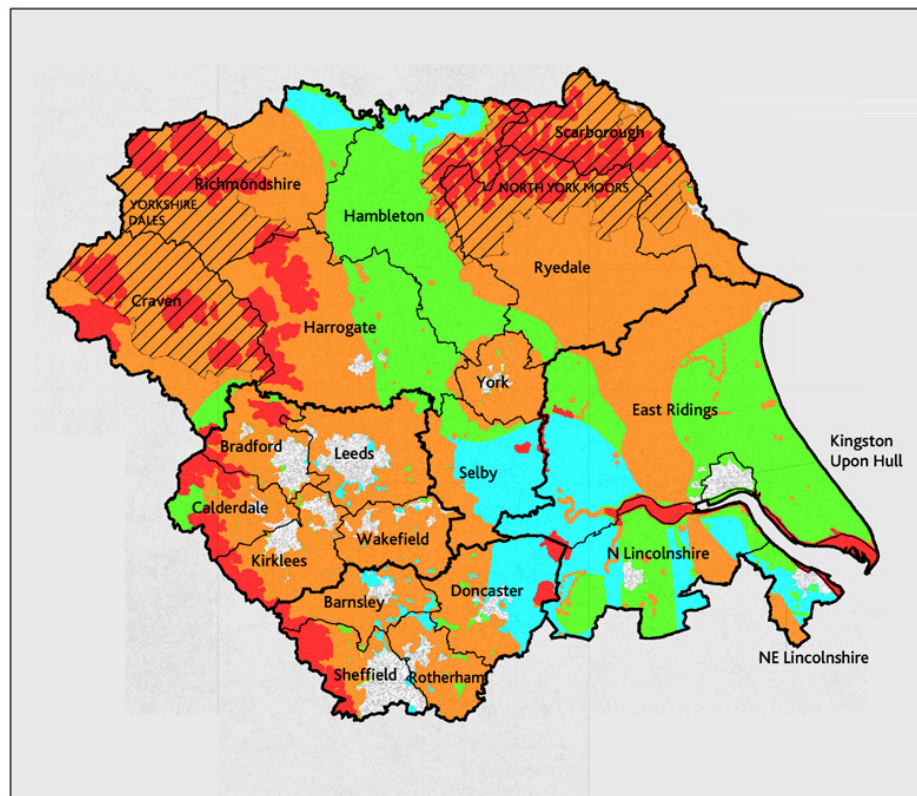 Scarborough
Richmondshire
NORTH YORK MOORS
YORKSHIRE
DALES
Hambleton
Ryedale
Craven
Harrogate
York
East Ridings
Bradford
Leeds
Kingston
Upon Hull
Selby
Calderdale
Wakefield
N Lincolnshire
Kirklees
Barnsley
Doncaster
NE Lincolnshire
Sheffield
Rotherham